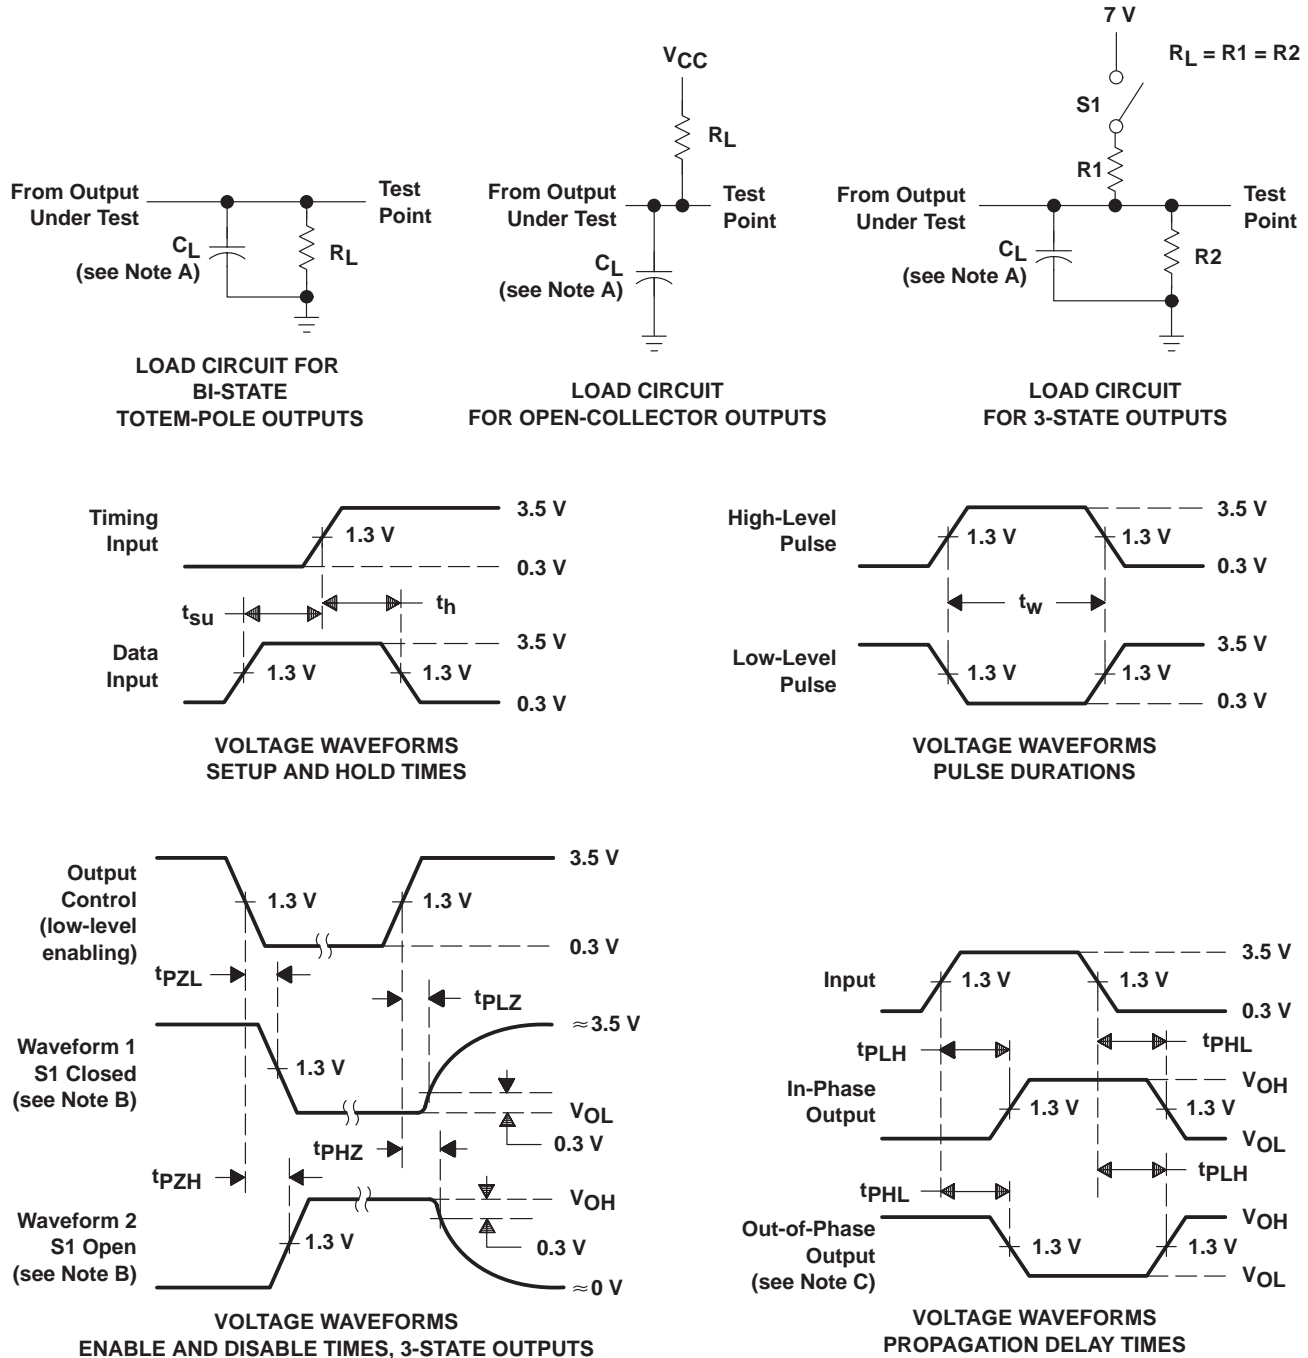 7 V
RL = R1 = R2
VCC
S1
RL
R1
From Output
Under Test
Test
Point
CL
(see Note A)
RL
From Output
Under Test
Test
Point
CL
(see Note A)
From Output
Under Test
Test
Point
CL
(see Note A)
R2
LOAD CIRCUIT FOR
BI-STATE
TOTEM-POLE OUTPUTS
LOAD CIRCUIT
FOR OPEN-COLLECTOR OUTPUTS
LOAD CIRCUIT
FOR 3-STATE OUTPUTS
Timing
Input
3.5 V
1.3 V
0.3 V
tsu
th
Data
Input
3.5 V
1.3 V
1.3 V
0.3 V
VOLTAGE WAVEFORMS
SETUP AND HOLD TIMES
High-Level
Pulse
3.5 V
1.3 V
1.3 V
0.3 V
tw
Low-Level
Pulse
3.5 V
1.3 V
1.3 V
0.3 V
VOLTAGE WAVEFORMS
PULSE DURATIONS
Output
Control
(low-level
enabling)
3.5 V
1.3 V
1.3 V
0.3 V
tPZL
tPLZ
Waveform 1
S1 Closed
(see Note B)
≈3.5 V
1.3 V
VOL
0.3 V
tPHZ
tPZH
Waveform 2
S1 Open
(see Note B)
VOH
1.3 V
0.3 V
≈0 V
VOLTAGE WAVEFORMS
ENABLE AND DISABLE TIMES, 3-STATE OUTPUTS
Input
3.5 V
1.3 V
1.3 V
0.3 V
tPLH
tPHL
In-Phase
Output
VOH
1.3 V
1.3 V
VOL
tPHL
tPLH
Out-of-Phase
Output
(see Note C)
VOH
1.3 V
1.3 V
VOL
VOLTAGE WAVEFORMS
PROPAGATION DELAY TIMES